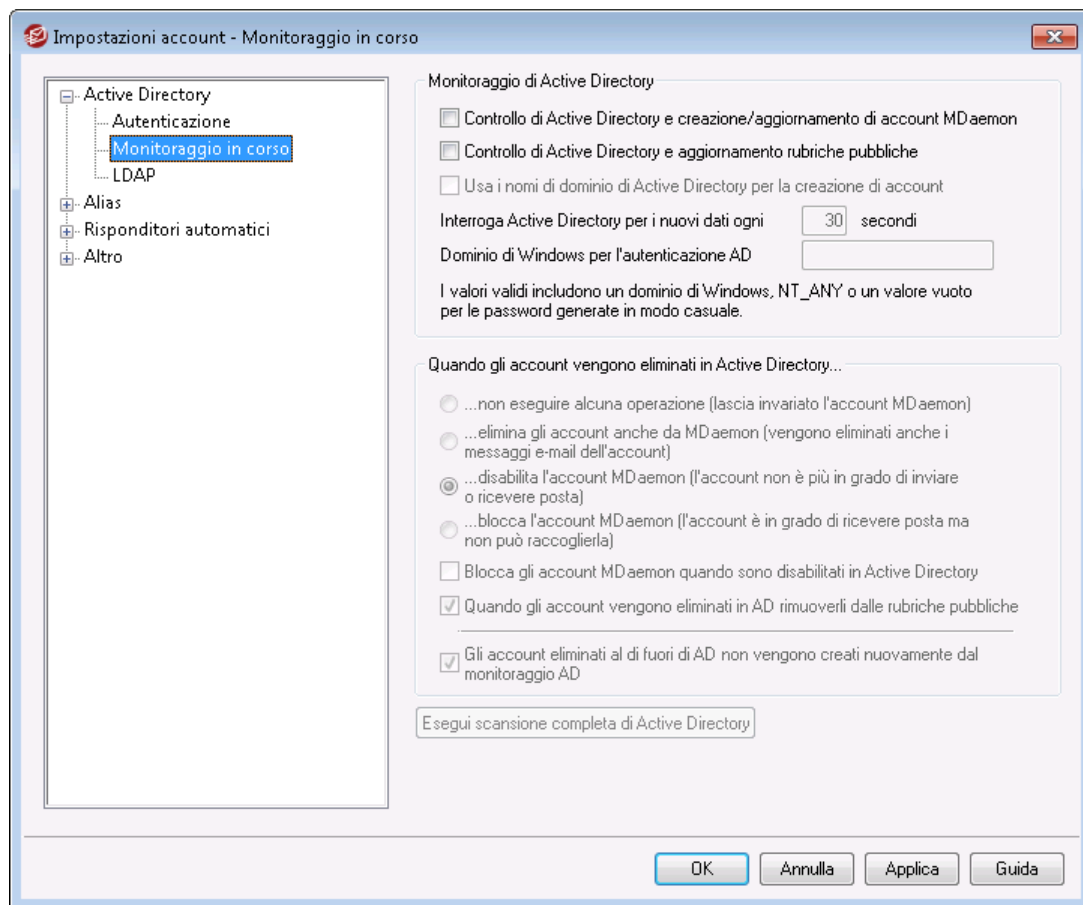 Impostazioni account - Monitoraggio in corso
Active Directory
Autenticazione
Monitoraggio in corso
LDAP
Alias
Risponditori automatici
Altro
Monitoraggio di Active Directory
Controllo di Active Directory e creazione/aggiornamento di account MDaemon
Controllo di Active Directory e aggiornamento rubriche pubbliche
Usa i nomi di dominio di Active Directory per la creazione di account
Interroga Active Directory per i nuovi dati ogni 30 secondi
Dominio di Windows per l'autenticazione AD
I valori validi includono un dominio di Windows, NT_ANY o un valore vuoto
per le password generate in modo casuale.
Quando gli account vengono eliminati in Active Directory...
...non eseguire alcuna operazione (lascia invariato l'account MDaemon)
...elimina gli account anche da MDaemon (vengono eliminati anche i
messaggi e-mail dell'account)
...disabilita l'account MDaemon (l'account non è più in grado di inviare
o ricevere posta)
...blocca l'account MDaemon (l'account è in grado di ricevere posta ma
non può raccoglierla)
Blocca gli account MDaemon quando sono disabilitati in Active Directory
Quando gli account vengono eliminati in AD rimuoverli dalle rubriche pubbliche
Gli account eliminati al di fuori di AD non vengono creati nuovamente dal
monitoraggio AD
Esegui scansione completa di Active Directory
OK
Annulla
Applica
Guida